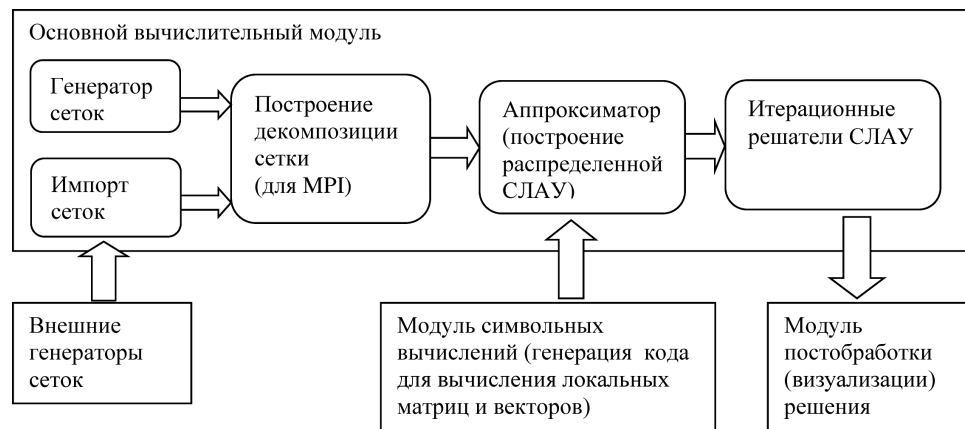 Основной вычислительный модуль
Генератор
сеток
Импорт
сеток
Построение
декомпозиции
сетки
(для MPI)
Аппроксиматор
(построение
распределенной
СЛАУ)
Итерационные
решатели СЛАУ
Внешние
генераторы
сеток
Модуль символьных
вычислений (генерация кода
для вычисления локальных
матриц и векторов)
Модуль
постобработки
(визуализации)
решения